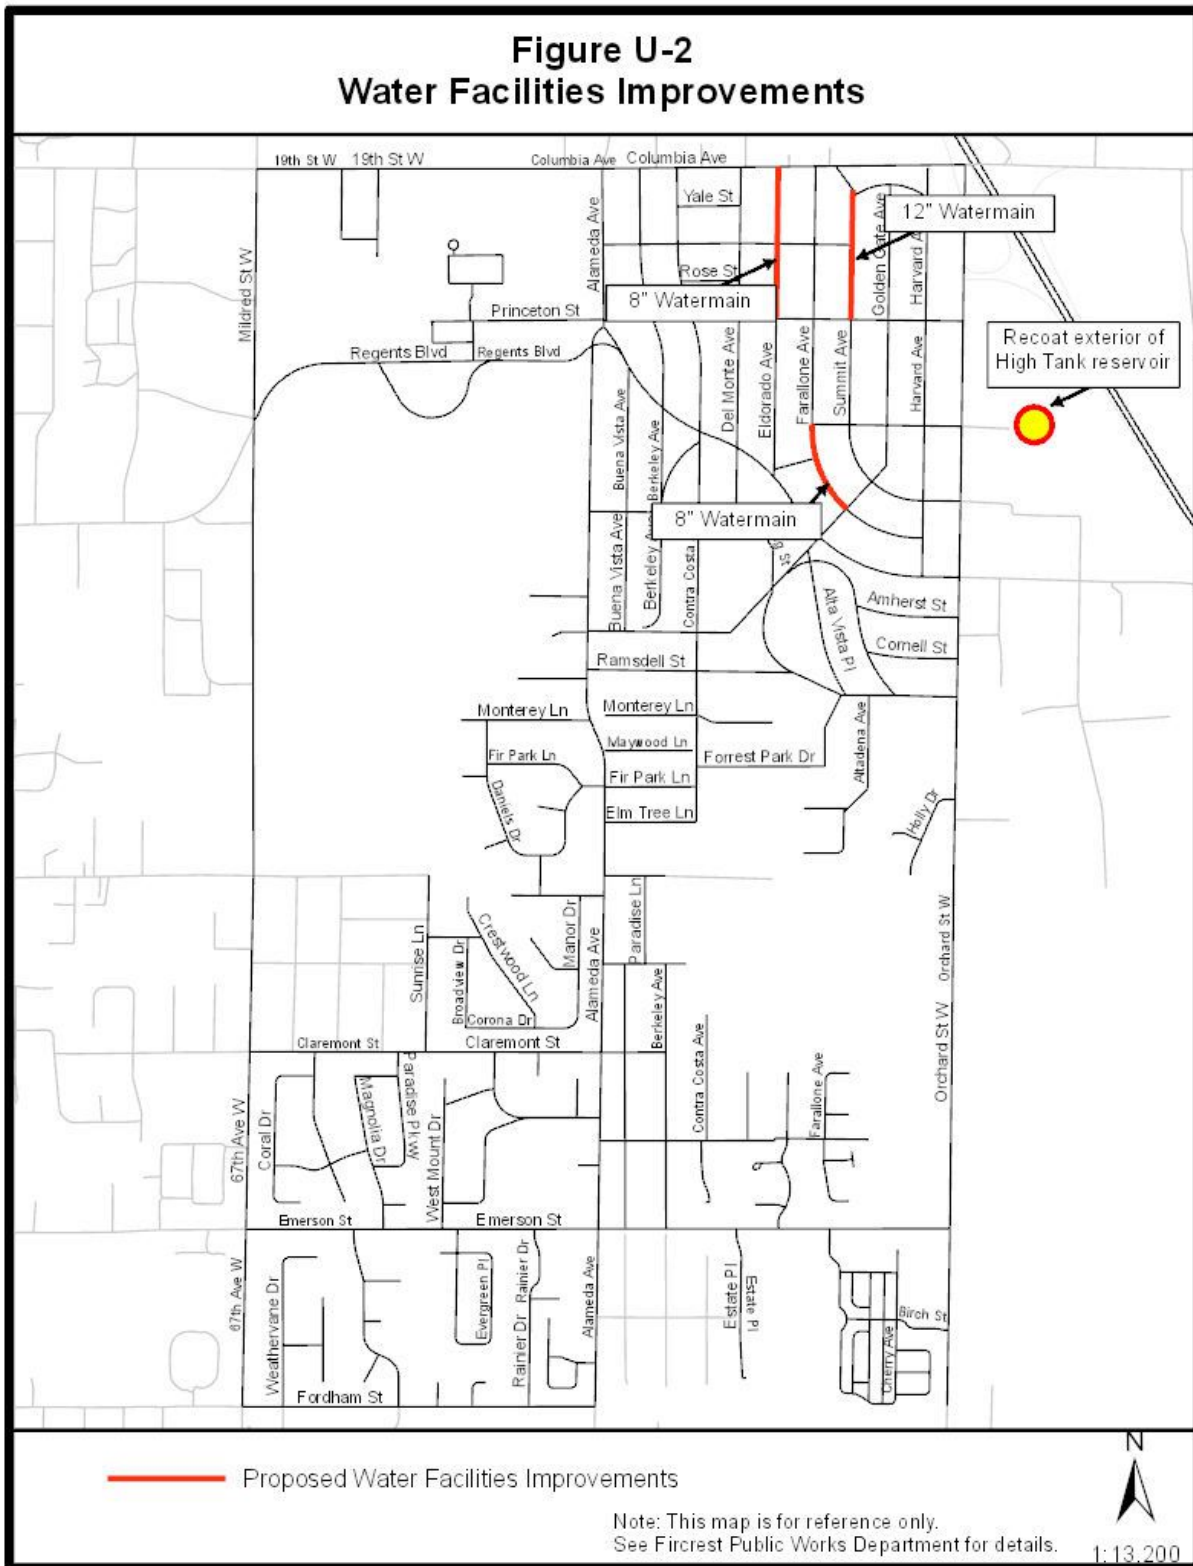 Figure U-2
Water Facilities Improvements
19th St W
19th St W
Columbia Ave
Columbia Ave
Yale St
Alameda Ave
12" Watermain
Golden Gate Ave
Harvard A
Mildred St W
Rose St
8" Watermain
Princeton St
Regents Blvd
Regents Blvd
Del Monte Ave
Eldorado Ave
Farallone Ave
Summit Ave
Harvard Ave
Recoat exterior of
High Tank reservoir
Buena Vista Ave
Berkeley Ave
8" Watermain
Buena Vista Ave
Berkeley A
Contra Costa
g St
Alta Vista Pl
Amherst St
Cornell St
Ramsdell St
Monterey Ln
Monterey Ln
Maywood Ln
Fir Park Ln
Forrest Park Dr
Altadena Ave
Fir Park Ln
Daniels Dr
Elm Tree Ln
Holly Dr
Paradise Ln
Manor Dr
Crestwood Ln
Sunrise Ln
Broadview Dr
Corona Dr
Alameda Ave
Orchard St W
Berkeley Ave
Claremont St
Claremont St
Contra Costa Ave
Farallone Ave
Orchard St W
67th Ave W
Coral Dr
Magnolia Dr
Paradise Pkwy
West Mount Dr
Emerson St
Emerson St
67th Ave W
Weathervane Dr
Evergreen Pl
Rainier Dr
Rainier Dr
Alameda Ave
Estate Pl
Estate Pl
Birch St
Cherry Ave
Fordham St
Proposed Water Facilities Improvements
N
Note: This map is for reference only.
See Fircrest Public Works Department for details.
1:13,200